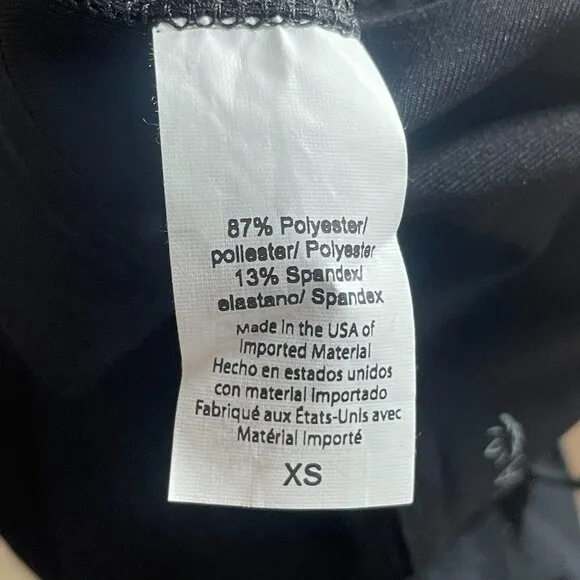 87% Polyester/
poliester/ Polyester
13% Spandex/
elastano/ Spandex
Made in the USA of
Imported Material
Hecho en estados unidos
con material Importado
Fabriqué aux États-Unis avec
Matérial Importé
XS